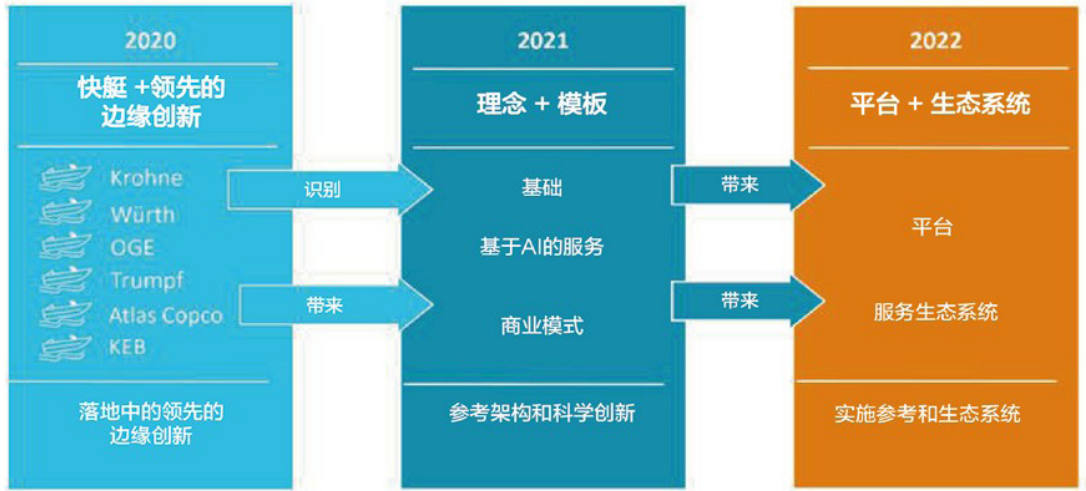 2020
快艇 +领先的
边缘创新
Krohne
Würth
OGE
Trumpf
Atlas Copco
KEB
落地中的领先的
边缘创新
识别
带来
2021
理念 + 模板
基础
基于AI的服务
商业模式
参考架构和科学创新
带来
带来
2022
平台 + 生态系统
平台
服务生态系统
实施参考和生态系统